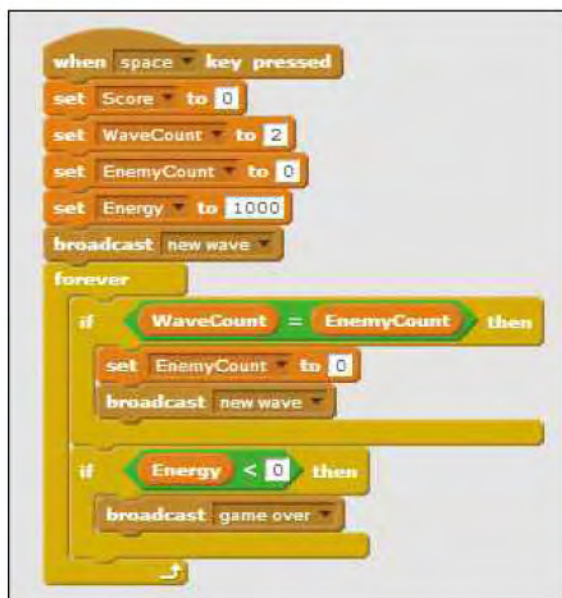 when space key pressed
set Score to 0
set WaveCount to 2
set EnemyCount to 0
set Energy to 1000
broadcast new wave
forever
if WaveCount = EnemyCount then
set EnemyCount to 0
broadcast new wave
if Energy < 0 then
broadcast game over